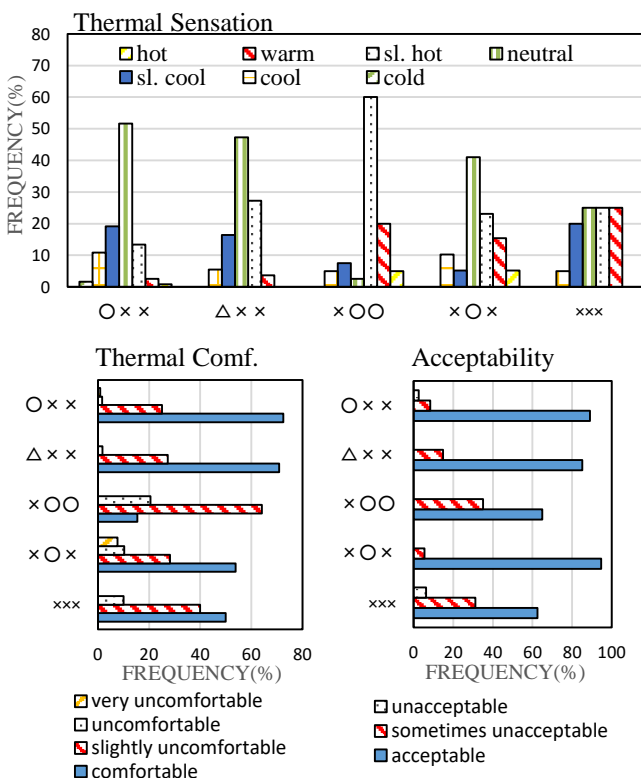 Thermal Sensation
80
70
60
50
40
30
20
10
0
FREQUENCY(%)
hot warm sl. hot neutral
sl. cool cool cold
○ × × △ × × × ○○ × ○ × ×××
Thermal Comf.
○ × ×
△ × ×
× ○○
× ○ ×
×××
0 20 40 60 80
FREQUENCY(%)
very uncomfortable
uncomfortable
slightly uncomfortable
comfortable
Acceptability
○ × ×
△ × ×
× ○○
× ○ ×
×××
0 20 40 60 80 100
FREQUENCY(%)
unacceptable
sometimes unacceptable
acceptable